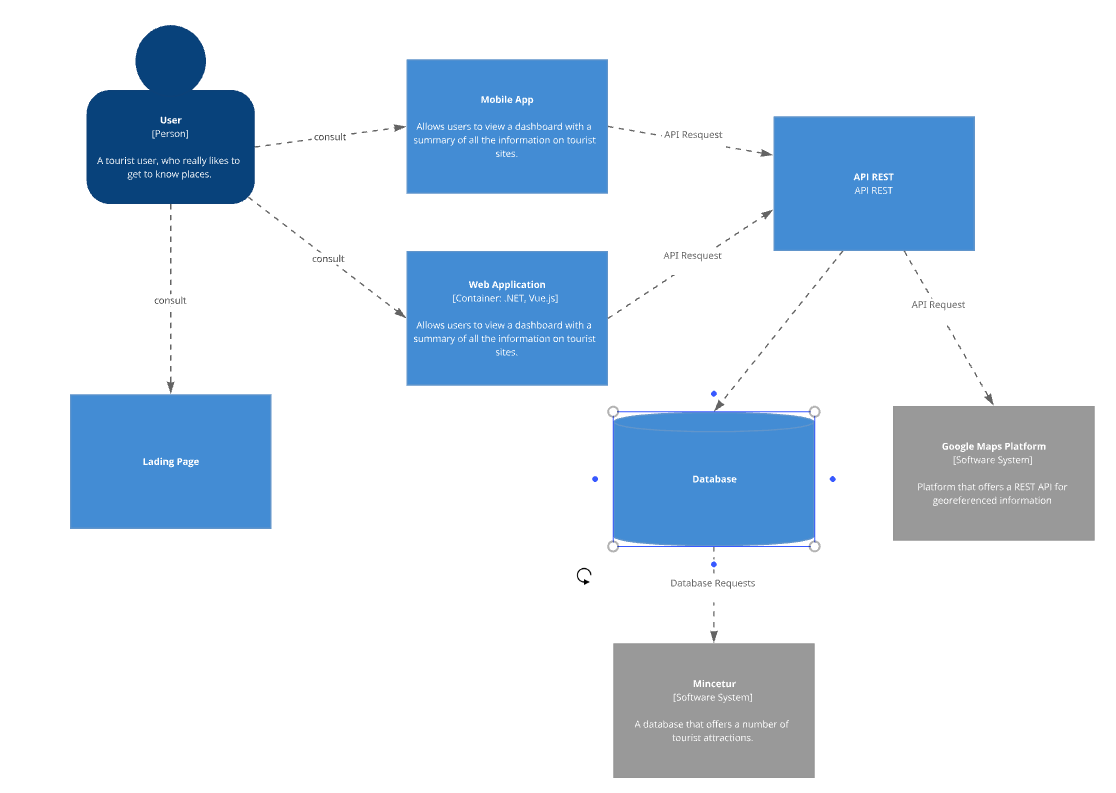 User
[Person]
A tourist user, who really likes to
get to know places.
consult
Mobile App
Allows users to view a dashboard with a
summary of all the information on tourist
sites.
API Resquest
API REST
API REST
consult
Web Application
[Container: .NET, Vue.js]
Allows users to view a dashboard with a
summary of all the information on tourist
sites.
API Resquest
consult
API Request
Lading Page
Database
Google Maps Platform
[Software System]
Platform that offers a REST API for
georeferenced information
Database Requests
Mincetur
[Software System]
A database that offers a number of
tourist attractions.